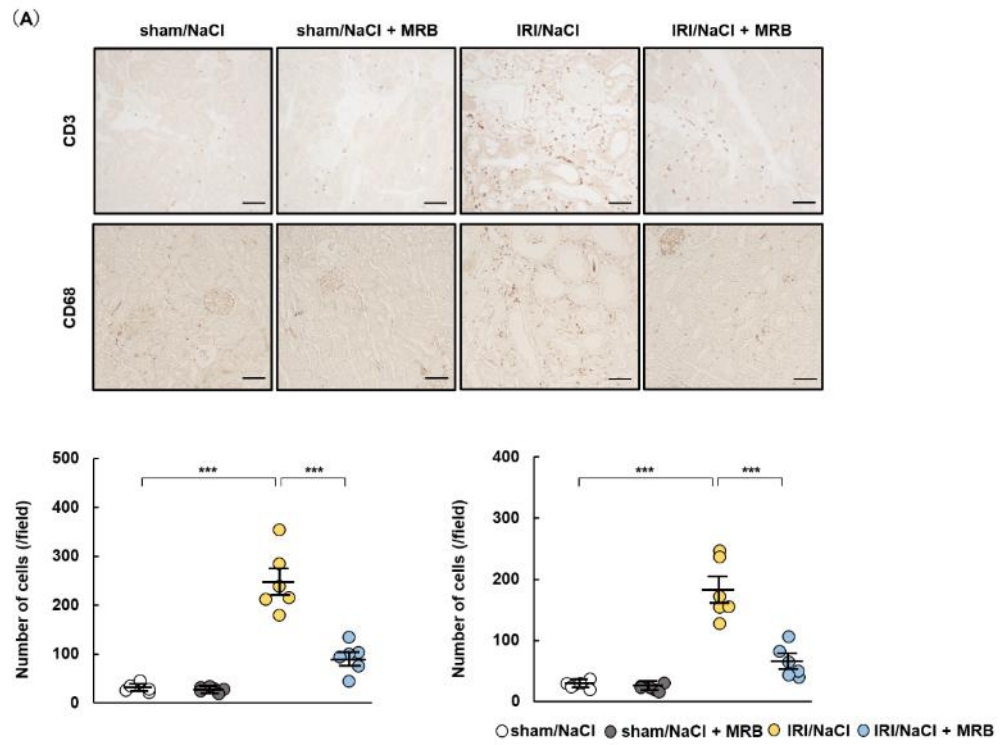 (A)
sham/NaCl sham/NaCl + MRB IRI/NaCl IRI/NaCl + MRB
CD3
CD68
Number of cells (/field)
500
400
300
200
100
0
*** ***
Number of cells (/field)
400
300
200
100
0
*** ***
sham/NaCl sham/NaCl + MRB IRI/NaCl IRI/NaCl + MRB